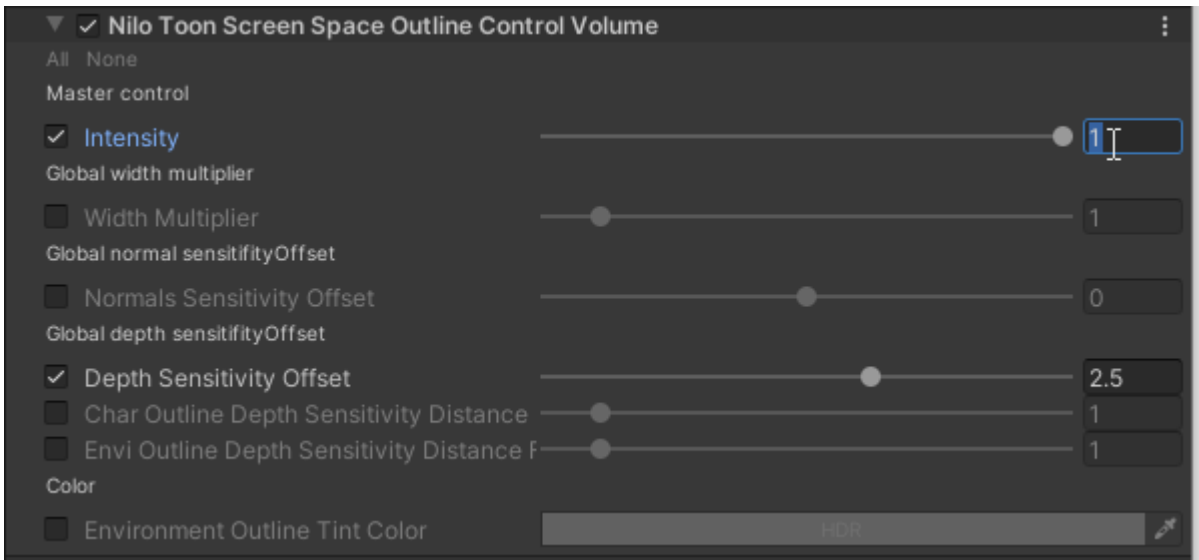 Nilo Toon Screen Space Outline Control Volume
All None
Master control
Intensity 1
Global width multiplier
Width Multiplier 1
Global normal sensitifityOffset
Normals Sensitivity Offset 0
Global depth sensitifityOffset
Depth Sensitivity Offset 2.5
Char Outline Depth Sensitivity Distance 1
Envi Outline Depth Sensitivity Distance F 1
Color
Environment Outline Tint Color HDR